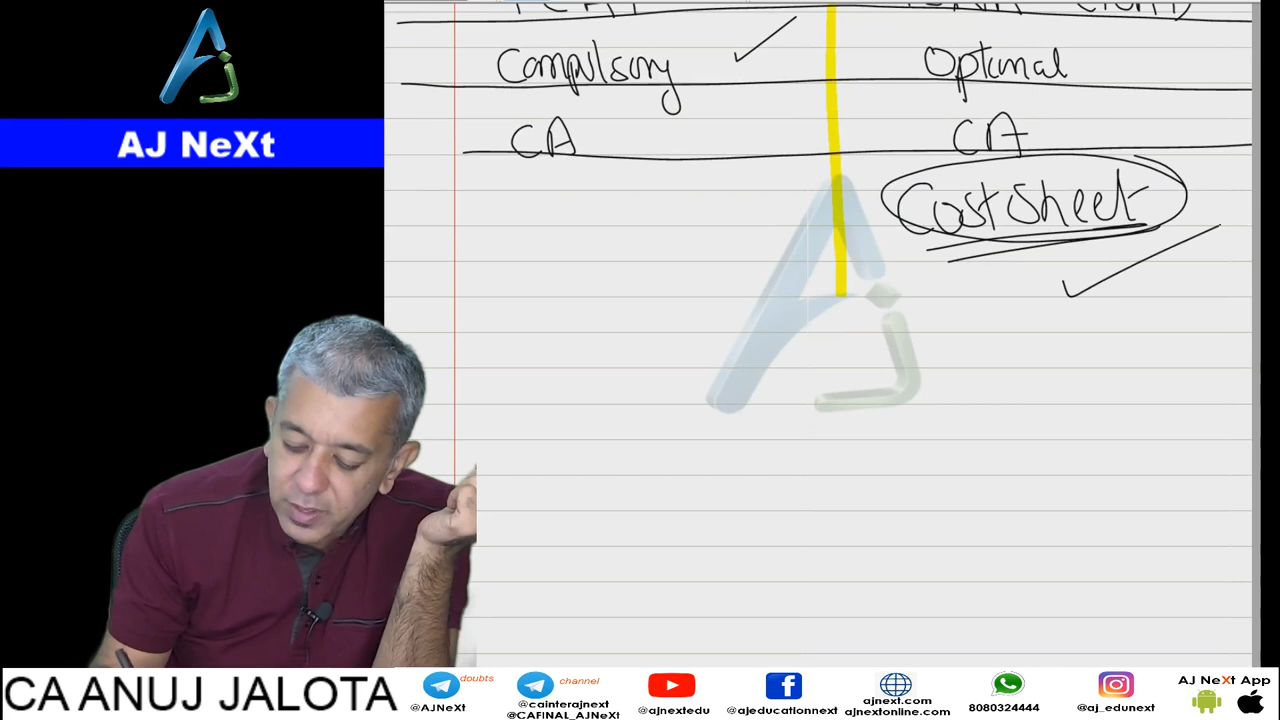 AJ NeXt
Compulsory Optional
CA CA
Cost Sheet
CA ANUJ JALOTA
doubts
@AJNeXt
channel
@cainterajnext
@CAFINAL_AJNeXt
@ajnextedu
@ajeducationnext
ajnext.com
ajnextonline.com
8080324444
@aj_edunext
AJ NeXt App